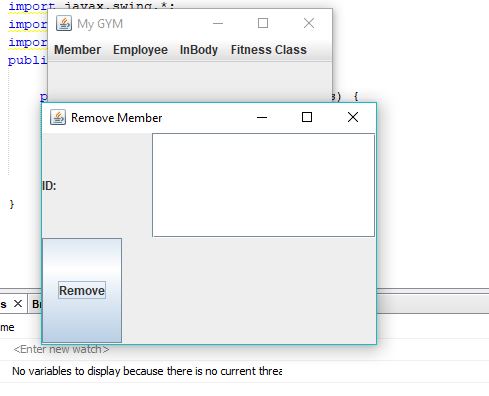 import javax.swing.*;
My GYM
impor
impor
Member Employee InBody Fitness Class
publi
) {
Remove Member
ID:
}
Remove
s ×
me
<Enter new watch>
No variables to display because there is no current threa